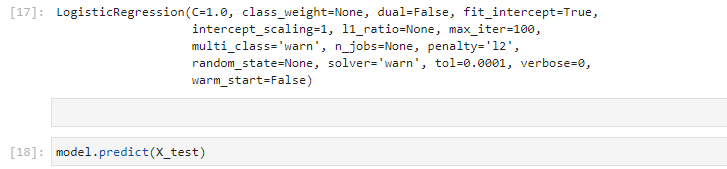 [17]: LogisticRegression(C=1.0, class_weight=None, dual=False, fit_intercept=True,
intercept_scaling=1, l1_ratio=None, max_iter=100,
multi_class='warn', n_jobs=None, penalty='l2',
random_state=None, solver='warn', tol=0.0001, verbose=0,
warm_start=False)
[18]: model.predict(X_test)